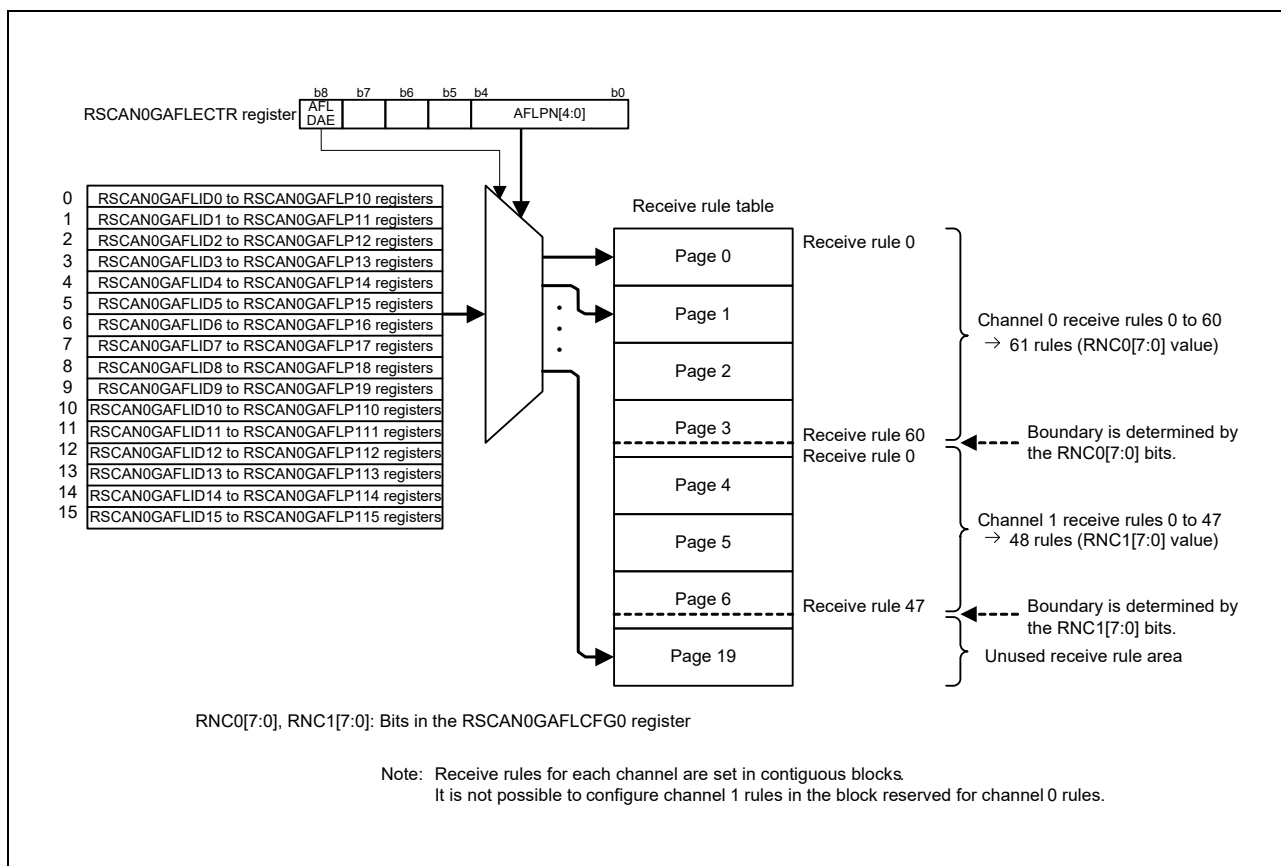 b8 b7 b6 b5 b4 b0
RSCAN0GAFLECTR register
AFL
DAE
AFLPN[4:0]
0 RSCAN0GAFLID0 to RSCAN0GAFLP10 registers
1 RSCAN0GAFLID1 to RSCAN0GAFLP11 registers
2 RSCAN0GAFLID2 to RSCAN0GAFLP12 registers
3 RSCAN0GAFLID3 to RSCAN0GAFLP13 registers
4 RSCAN0GAFLID4 to RSCAN0GAFLP14 registers
5 RSCAN0GAFLID5 to RSCAN0GAFLP15 registers
6 RSCAN0GAFLID6 to RSCAN0GAFLP16 registers
7 RSCAN0GAFLID7 to RSCAN0GAFLP17 registers
8 RSCAN0GAFLID8 to RSCAN0GAFLP18 registers
9 RSCAN0GAFLID9 to RSCAN0GAFLP19 registers
10 RSCAN0GAFLID10 to RSCAN0GAFLP110 registers
11 RSCAN0GAFLID11 to RSCAN0GAFLP111 registers
12 RSCAN0GAFLID12 to RSCAN0GAFLP112 registers
13 RSCAN0GAFLID13 to RSCAN0GAFLP113 registers
14 RSCAN0GAFLID14 to RSCAN0GAFLP114 registers
15 RSCAN0GAFLID15 to RSCAN0GAFLP115 registers
Receive rule table
Page 0
Page 1
Page 2
Page 3
Page 4
Page 5
Page 6
Page 19
Receive rule 0
Receive rule 60
Receive rule 0
Receive rule 47
Channel 0 receive rules 0 to 60
→ 61 rules (RNC0[7:0] value)
Boundary is determined by
the RNC0[7:0] bits.
Channel 1 receive rules 0 to 47
→ 48 rules (RNC1[7:0] value)
Boundary is determined by
the RNC1[7:0] bits.
Unused receive rule area
RNC0[7:0], RNC1[7:0]: Bits in the RSCAN0GAFLCFG0 register
Note: Receive rules for each channel are set in contiguous blocks.
It is not possible to configure channel 1 rules in the block reserved for channel 0 rules.